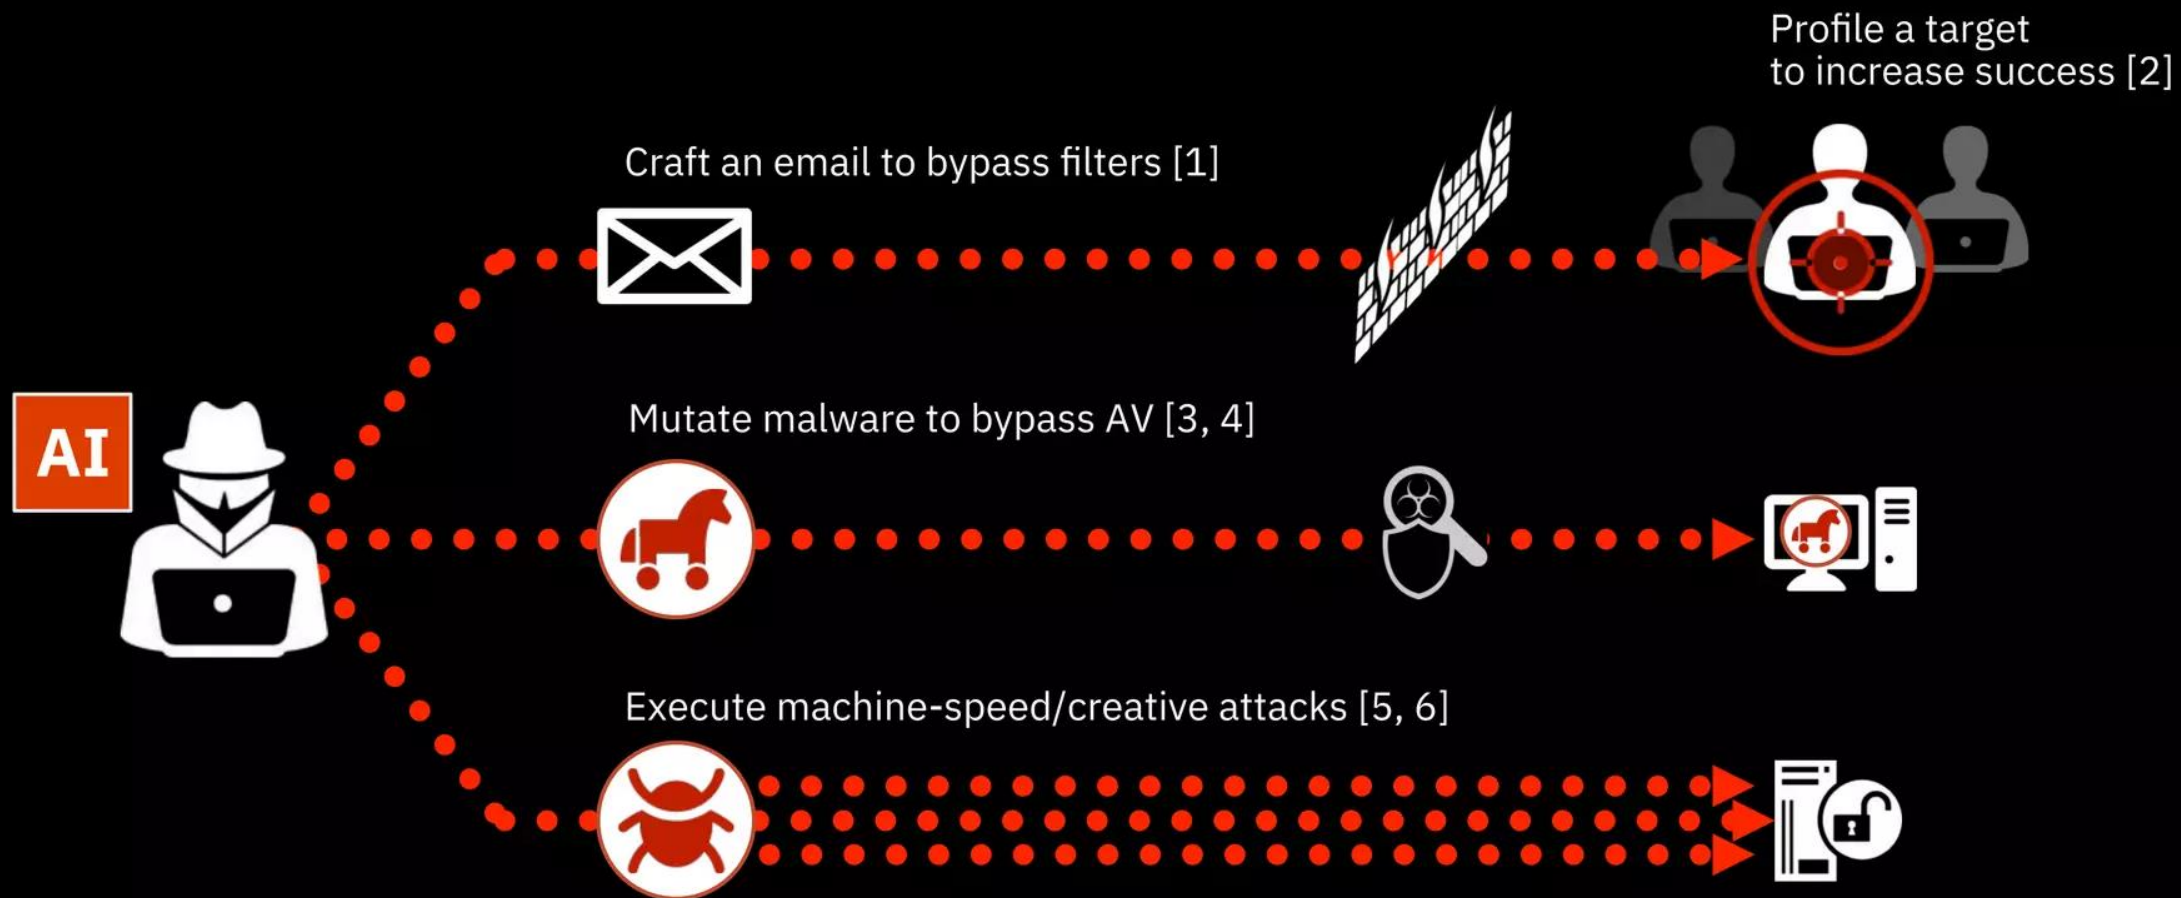 Profile a target
to increase success [2]
Craft an email to bypass filters [1]
Mutate malware to bypass AV [3, 4]
AI
Execute machine-speed/creative attacks [5, 6]